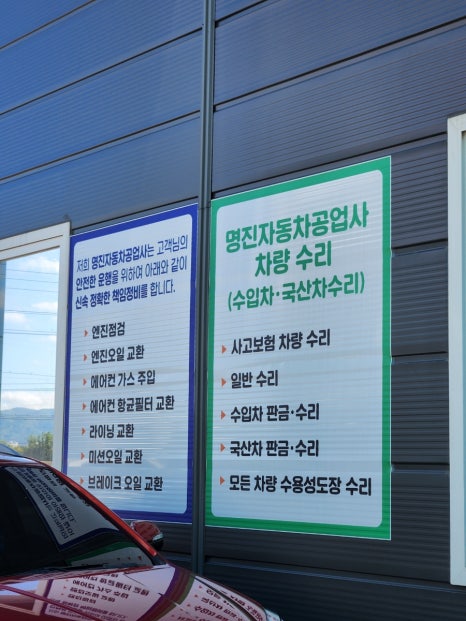 저희 명진자동차공업사는 고객님의
안전한 운행을 위하여 아래와 같이
신속 정확한 책임정비를 합니다.
엔진점검
엔진오일 교환
에어컨 가스 주입
에어컨 항균필터 교환
라이닝 교환
미션오일 교환
브레이크 오일 교환
명진자동차공업사
차량 수리
(수입차·국산차수리)
사고보험 차량 수리
일반 수리
수입차 판금·수리
국산차 판금·수리
모든 차량 수용성도장 수리